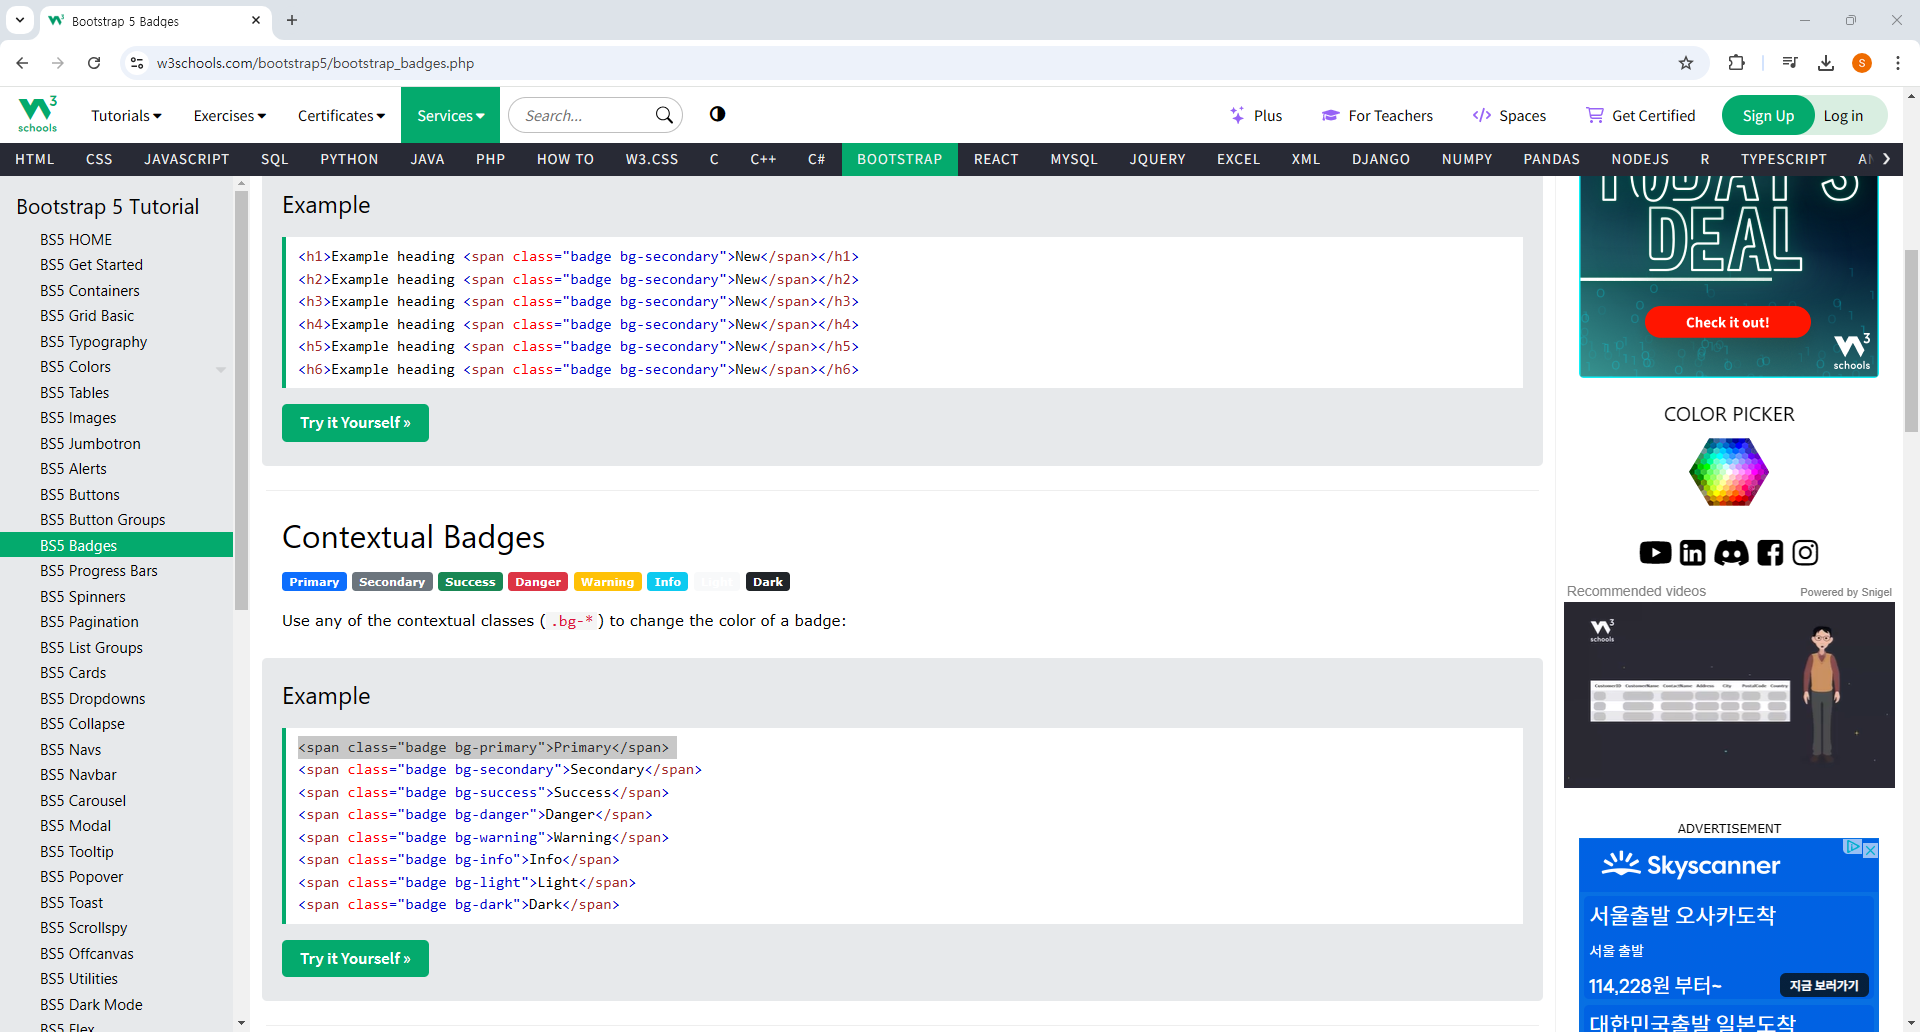 Bootstrap 5 Badges
w3schools.com/bootstrap5/bootstrap_badges.php
S
3
schools
Tutorials
Exercises
Certificates
Services
Search...
Plus
For Teachers
Spaces
Get Certified
Sign Up
Log in
HTML
CSS
JAVASCRIPT
SQL
PYTHON
JAVA
PHP
HOW TO
W3.CSS
C
C++
C#
BOOTSTRAP
REACT
MYSQL
JQUERY
EXCEL
XML
DJANGO
NUMPY
PANDAS
NODEJS
R
TYPESCRIPT
Bootstrap 5 Tutorial
BS5 HOME
BS5 Get Started
BS5 Containers
BS5 Grid Basic
BS5 Typography
BS5 Colors
BS5 Tables
BS5 Images
BS5 Jumbotron
BS5 Alerts
BS5 Buttons
BS5 Button Groups
BS5 Badges
BS5 Progress Bars
BS5 Spinners
BS5 Pagination
BS5 List Groups
BS5 Cards
BS5 Dropdowns
BS5 Collapse
BS5 Navs
BS5 Navbar
BS5 Carousel
BS5 Modal
BS5 Tooltip
BS5 Popover
BS5 Toast
BS5 Scrollspy
BS5 Offcanvas
BS5 Utilities
BS5 Dark Mode
BS5 Flex
Example
<h1>Example heading <span class="badge bg-secondary">New</span></h1>
<h2>Example heading <span class="badge bg-secondary">New</span></h2>
<h3>Example heading <span class="badge bg-secondary">New</span></h3>
<h4>Example heading <span class="badge bg-secondary">New</span></h4>
<h5>Example heading <span class="badge bg-secondary">New</span></h5>
<h6>Example heading <span class="badge bg-secondary">New</span></h6>
Try it Yourself »
Contextual Badges
Primary Secondary Success Danger Warning Info Light Dark
Use any of the contextual classes ( .bg-* ) to change the color of a badge:
Example
<span class="badge bg-primary">Primary</span>
<span class="badge bg-secondary">Secondary</span>
<span class="badge bg-success">Success</span>
<span class="badge bg-danger">Danger</span>
<span class="badge bg-warning">Warning</span>
<span class="badge bg-info">Info</span>
<span class="badge bg-light">Light</span>
<span class="badge bg-dark">Dark</span>
Try it Yourself »
TODAY'S
DEAL
Check it out!
3
schools
COLOR PICKER
Recommended videos
Powered by Snigel
3
schools
CustomerID CustomerName ContactName Address City PostalCode Country
ADVERTISEMENT
Skyscanner
서울출발 오사카도착
서울 출발
114,228원 부터~
지금 보러가기
대한민국출발 일본도착